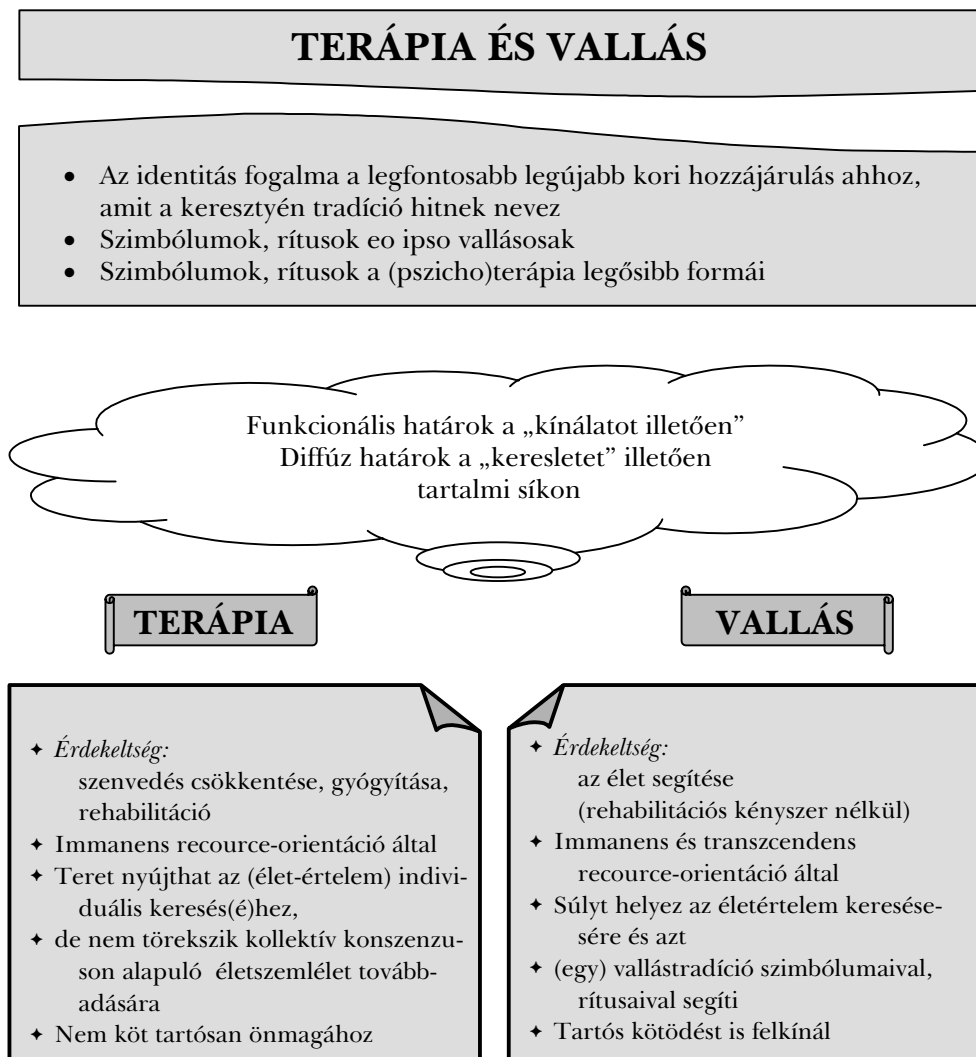 TERÁPIA ÉS VALLÁS
• Az identitás fogalma a legfontosabb legújabb kori hozzájárulás ahhoz,
amit a keresztyén tradíció hitnek nevez
• Szimbólumok, rítusok eo ipso vallásosak
• Szimbólumok, rítusok a (pszicho)terápia legősibb formái
Funkcionális határok a „kínálatot illetően”
Diffúz határok a „keresletet” illetően
tartalmi síkon
TERÁPIA
✦ Érdekeltség:
szenvedés csökkentése, gyógyítása,
rehabilitáció
✦ Immanens recource-orientáció által
✦ Teret nyújthat az (élet-értelem) indivi-
duális keresés(é)hez,
✦ de nem törekszik kollektív konszenzu-
son alapuló életszemlélet tovább-
adására
✦ Nem köt tartósan önmagához
VALLÁS
✦ Érdekeltség:
az élet segítése
(rehabilitációs kényszer nélkül)
✦ Immanens és transzcendens
recource-orientáció által
✦ Súlyt helyez az életértelem keresése-
sére és azt
✦ (egy) vallástradíció szimbólumaival,
rítusaival segíti
✦ Tartós kötödést is felkínál